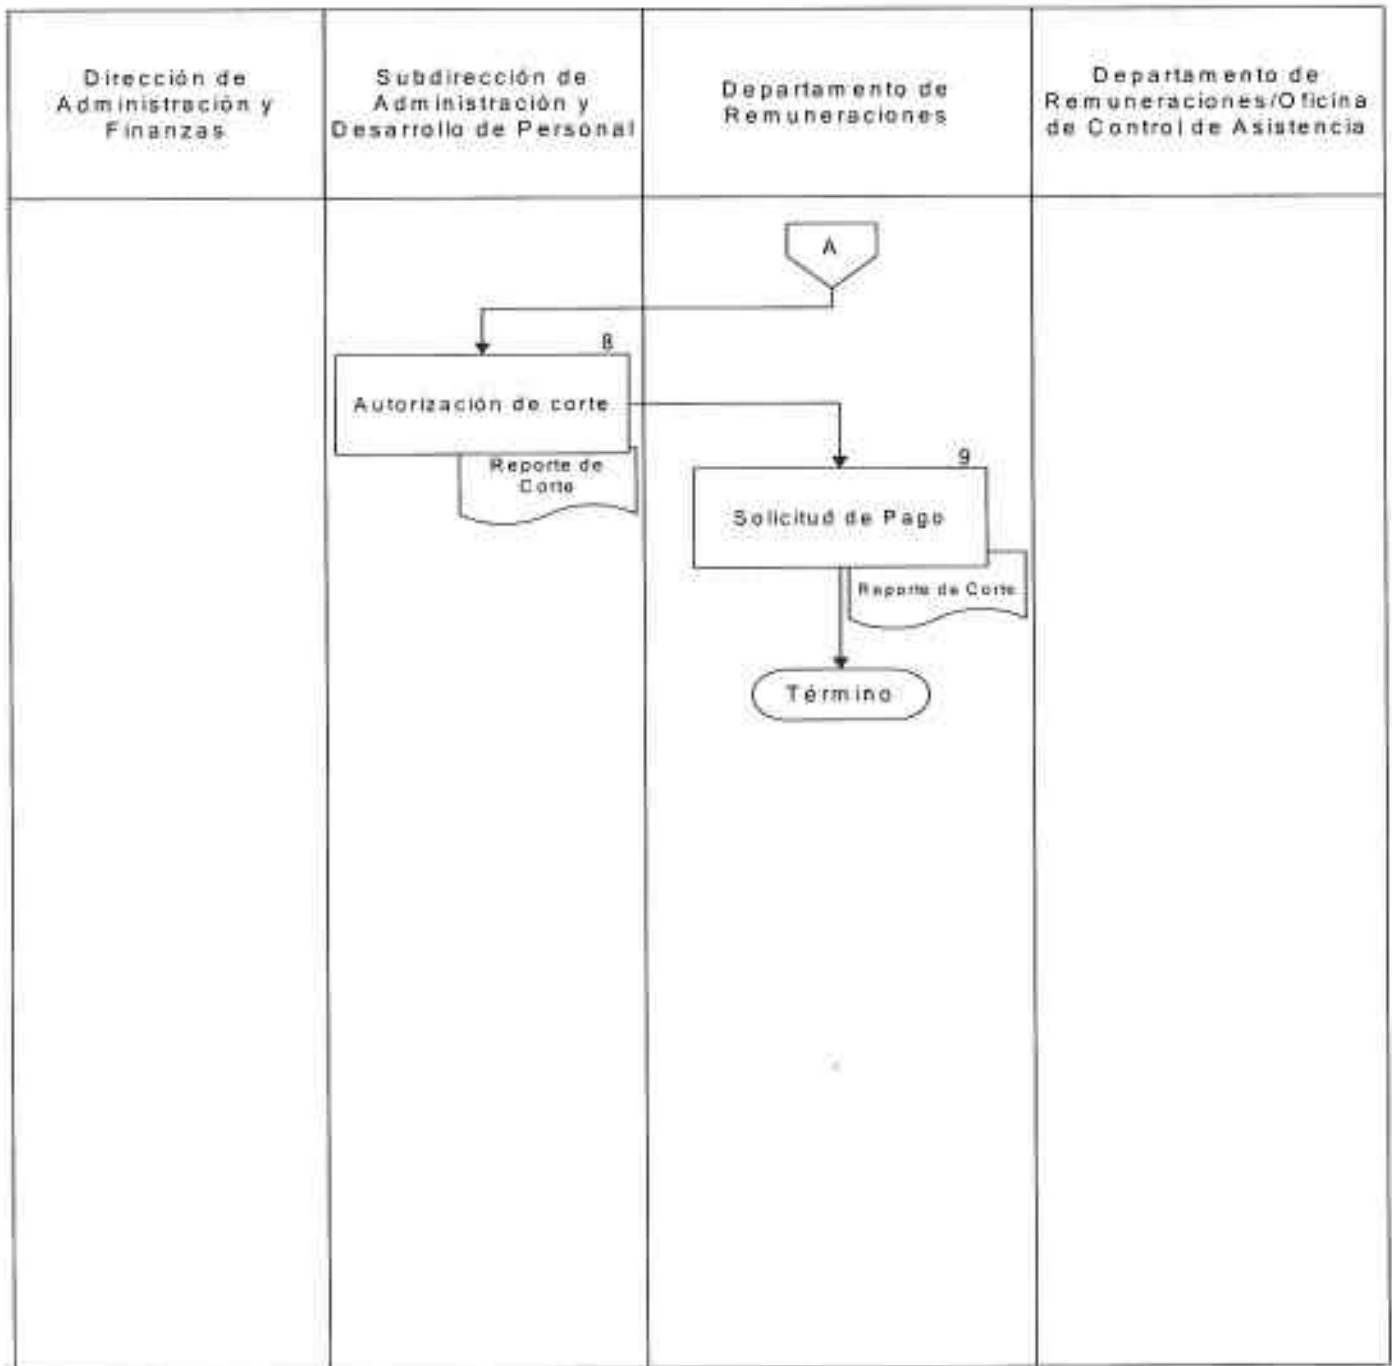 Dirección de
Administración y
Finanzas
Subdirección de
Administración y
Desarrollo de Personal
Departamento de
Remuneraciones
Departamento de
Remuneraciones/Oficina
de Control de Asistencia
A
8
Autorización de corte
Reporte de
Corte
9
Solicitud de Pago
Reporte de Corte
Término